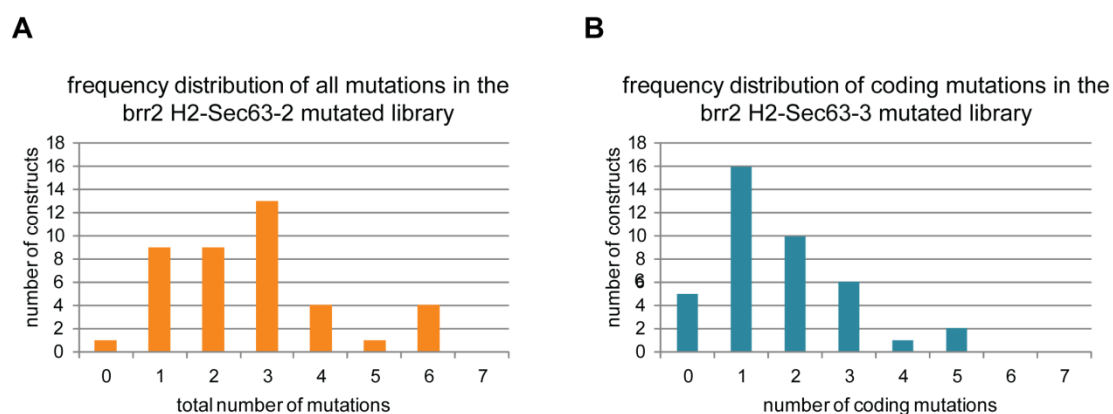 A
frequency distribution of all mutations in the
brr2 H2-Sec63-2 mutated library
number of constructs
18
16
14
12
10
8
6
4
2
0
0 1 2 3 4 5 6 7
total number of mutations
B
frequency distribution of coding mutations in the
brr2 H2-Sec63-3 mutated library
number of constructs
18
16
14
12
10
8
6
6
4
2
0
0 1 2 3 4 5 6 7
number of coding mutations